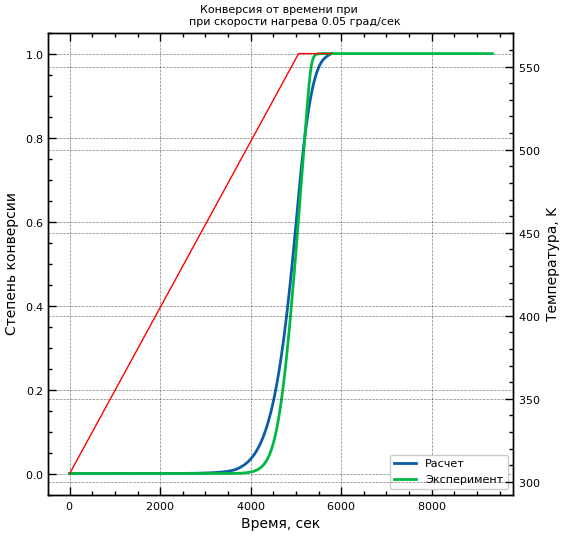 Конверсия от времени при
при скорости нагрева 0.05 град/сек
1.0
0.8
0.6
0.4
0.2
0.0
Степень конверсии
550
500
450
400
350
300
Температура, K
Расчет
Эксперимент
0 2000 4000 6000 8000
Время, сек